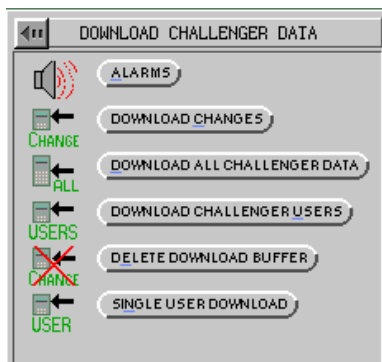 DOWNLOAD CHALLENGER DATA
ALARMS
CHANGE
DOWNLOAD CHANGES
ALL
DOWNLOAD ALL CHALLENGER DATA
USERS
DOWNLOAD CHALLENGER USERS
CHANGE
DELETE DOWNLOAD BUFFER
USER
SINGLE USER DOWNLOAD